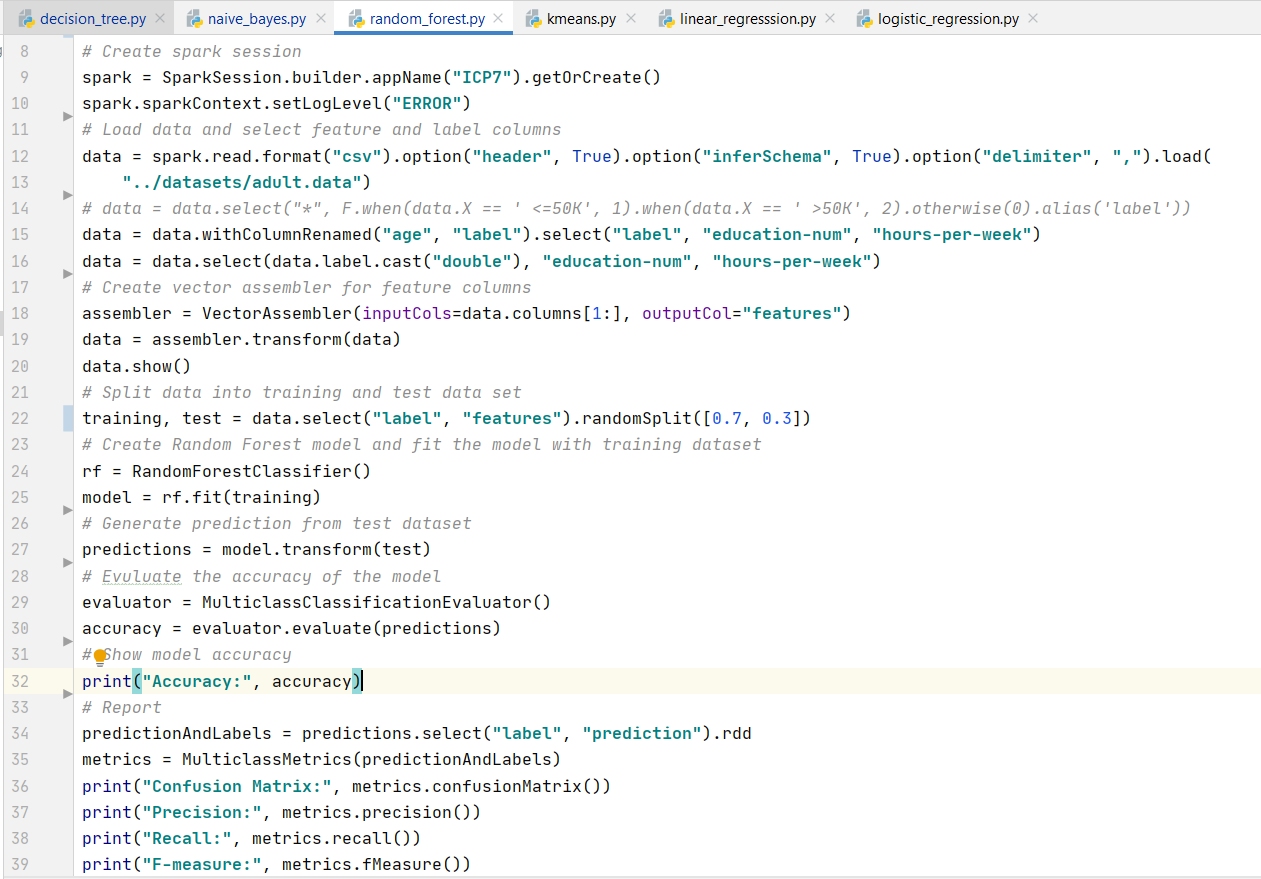 decision_tree.py naive_bayes.py random_forest.py kmeans.py linear_regresssion.py logistic_regression.py
8 # Create spark session
9 spark = SparkSession.builder.appName("ICP7").getOrCreate()
10 spark.sparkContext.setLogLevel("ERROR")
11 # Load data and select feature and label columns
12 data = spark.read.format("csv").option("header", True).option("inferSchema", True).option("delimiter", ",").load(
13     "../datasets/adult.data")
14 # data = data.select("*", F.when(data.X == ' <=50K', 1).when(data.X == ' >50K', 2).otherwise(0).alias('label'))
15 data = data.withColumnRenamed("age", "label").select("label", "education-num", "hours-per-week")
16 data = data.select(data.label.cast("double"), "education-num", "hours-per-week")
17 # Create vector assembler for feature columns
18 assembler = VectorAssembler(inputCols=data.columns[1:], outputCol="features")
19 data = assembler.transform(data)
20 data.show()
21 # Split data into training and test data set
22 training, test = data.select("label", "features").randomSplit([0.7, 0.3])
23 # Create Random Forest model and fit the model with training dataset
24 rf = RandomForestClassifier()
25 model = rf.fit(training)
26 # Generate prediction from test dataset
27 predictions = model.transform(test)
28 # Evuluate the accuracy of the model
29 evaluator = MulticlassClassificationEvaluator()
30 accuracy = evaluator.evaluate(predictions)
31 # Show model accuracy
32 print("Accuracy:", accuracy)
33 # Report
34 predictionAndLabels = predictions.select("label", "prediction").rdd
35 metrics = MulticlassMetrics(predictionAndLabels)
36 print("Confusion Matrix:", metrics.confusionMatrix())
37 print("Precision:", metrics.precision())
38 print("Recall:", metrics.recall())
39 print("F-measure:", metrics.fMeasure())